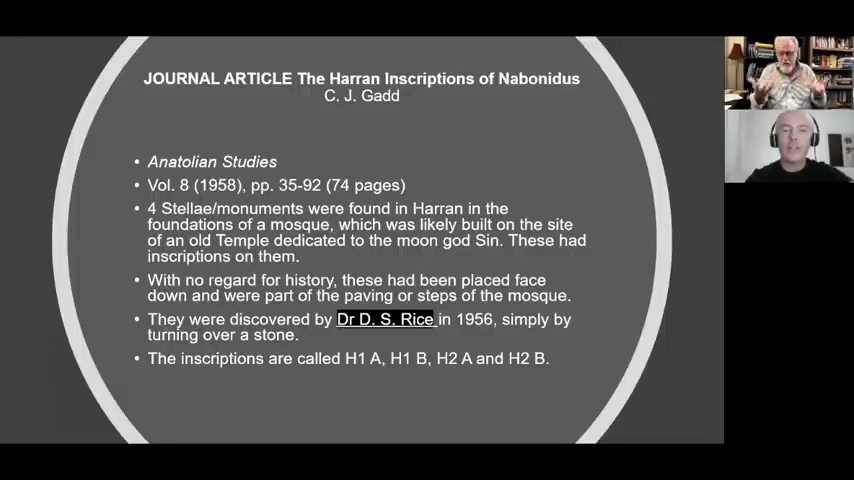 JOURNAL ARTICLE The Harran Inscriptions of Nabonidus
C. J. Gadd
• Anatolian Studies
• Vol. 8 (1958), pp. 35-92 (74 pages)
• 4 Stellae/monuments were found in Harran in the
foundations of a mosque, which was likely built on the site
of an old Temple dedicated to the moon god Sin. These had
inscriptions on them.
• With no regard for history, these had been placed face
down and were part of the paving or steps of the mosque.
• They were discovered by Dr D. S. Rice in 1956, simply by
turning over a stone.
• The inscriptions are called H1 A, H1 B, H2 A and H2 B.